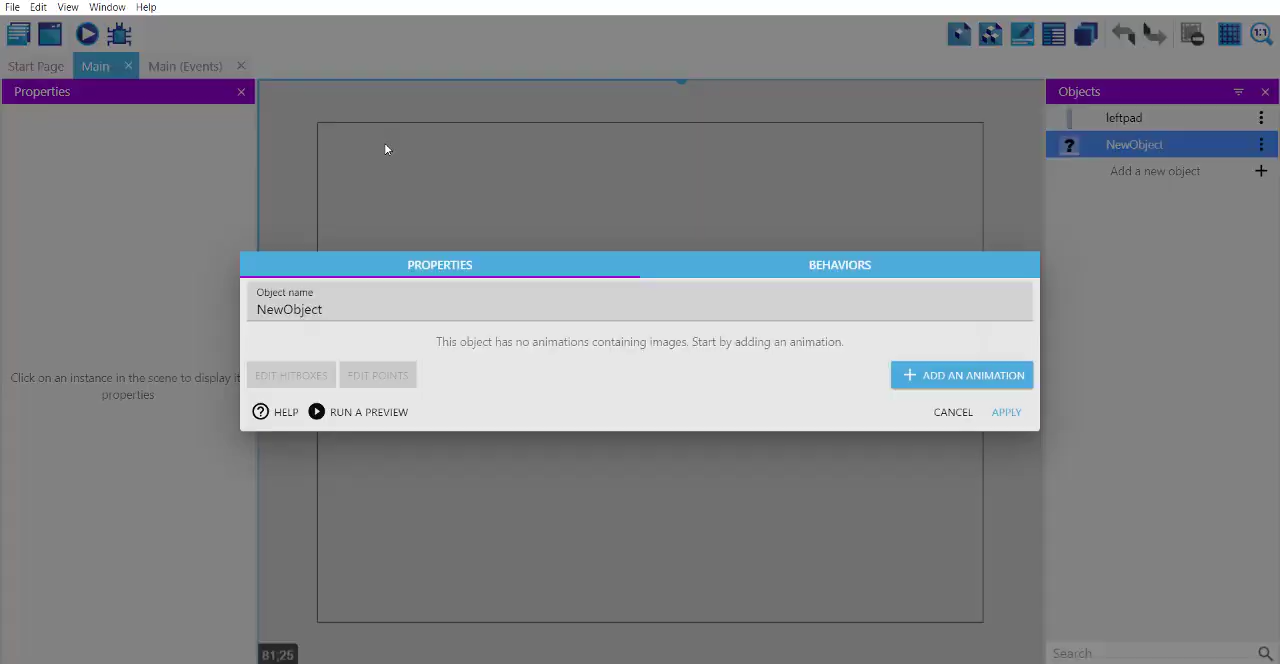 File Edit View Window Help
1:1
Start Page Main Main (Events)
Properties
Objects
leftpad
? NewObject
Add a new object
PROPERTIES BEHAVIORS
Object name
NewObject
This object has no animations containing images. Start by adding an animation.
EDIT HITBOXES EDIT POINTS ADD AN ANIMATION
Click on an instance in the scene to display it
properties
HELP RUN A PREVIEW CANCEL APPLY
81;25
Search